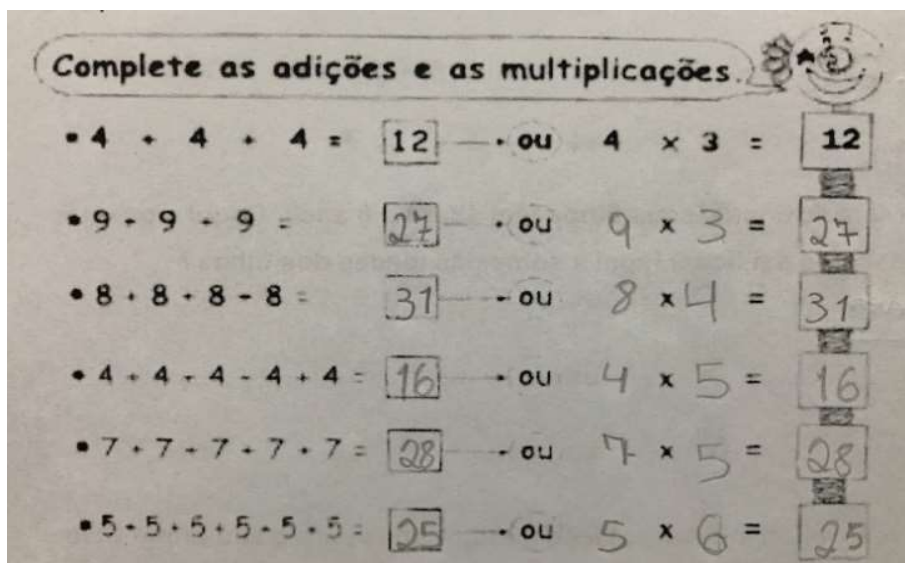 Complete as adições e as multiplicações.
• 4 + 4 + 4 = 12 ou 4 x 3 = 12
• 9 + 9 + 9 = 27 ou 9 x 3 = 27
• 8 + 8 + 8 + 8 = 31 ou 8 x 4 = 31
• 4 + 4 + 4 + 4 + 4 = 16 ou 4 x 5 = 16
• 7 + 7 + 7 + 7 + 7 = 28 ou 7 x 5 = 28
• 5 + 5 + 5 + 5 + 5 + 5 = 25 ou 5 x 6 = 25